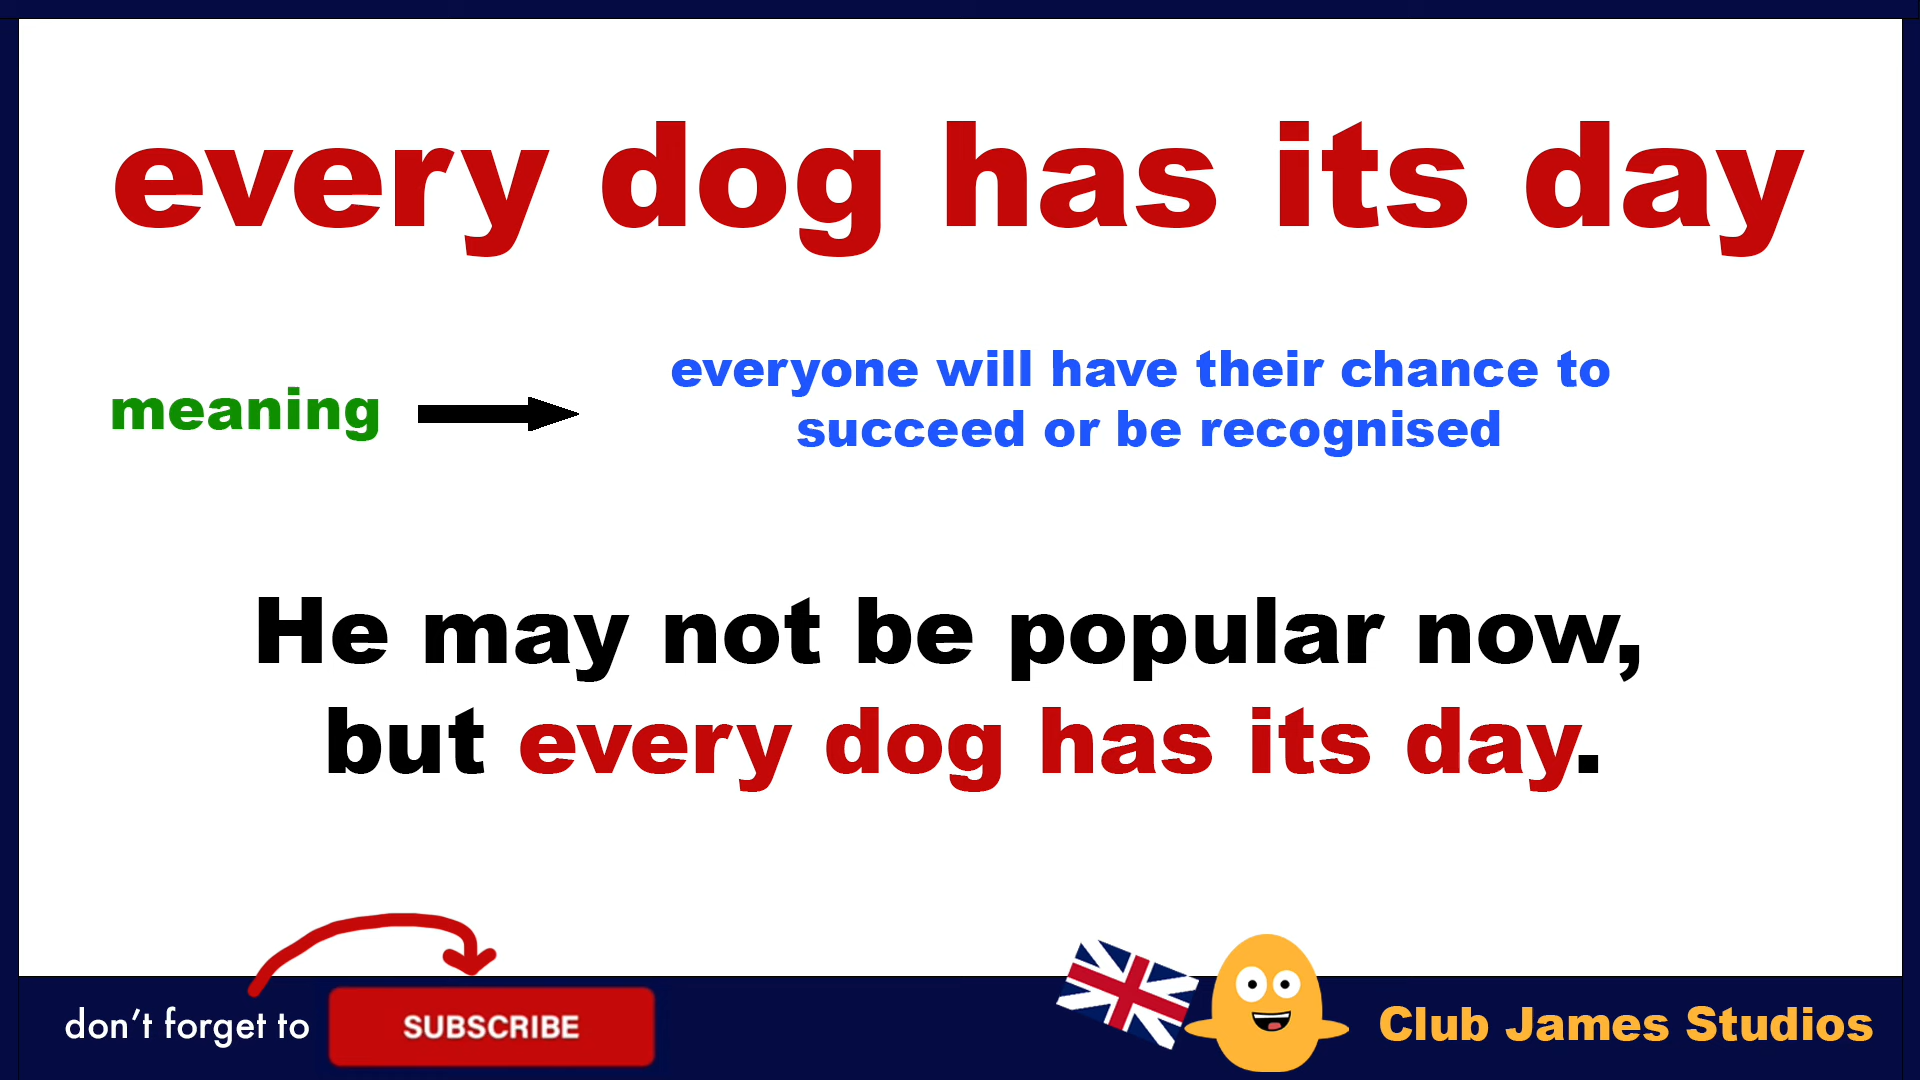 every dog has its day
meaning
everyone will have their chance to
succeed or be recognised
He may not be popular now,
but every dog has its day.
don't forget to
SUBSCRIBE
Club James Studios